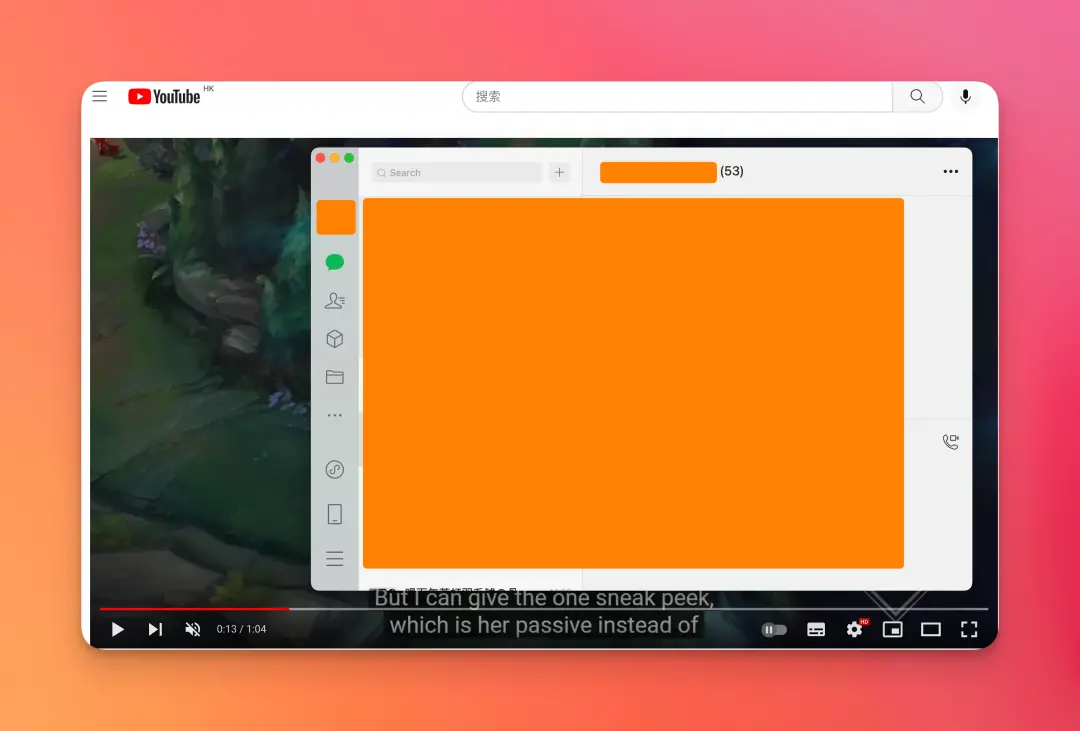 YouTube HK
搜索
Search
(53)
But I can give the one sneak peek,
which is her passive instead of
0:13 / 1:04
HD